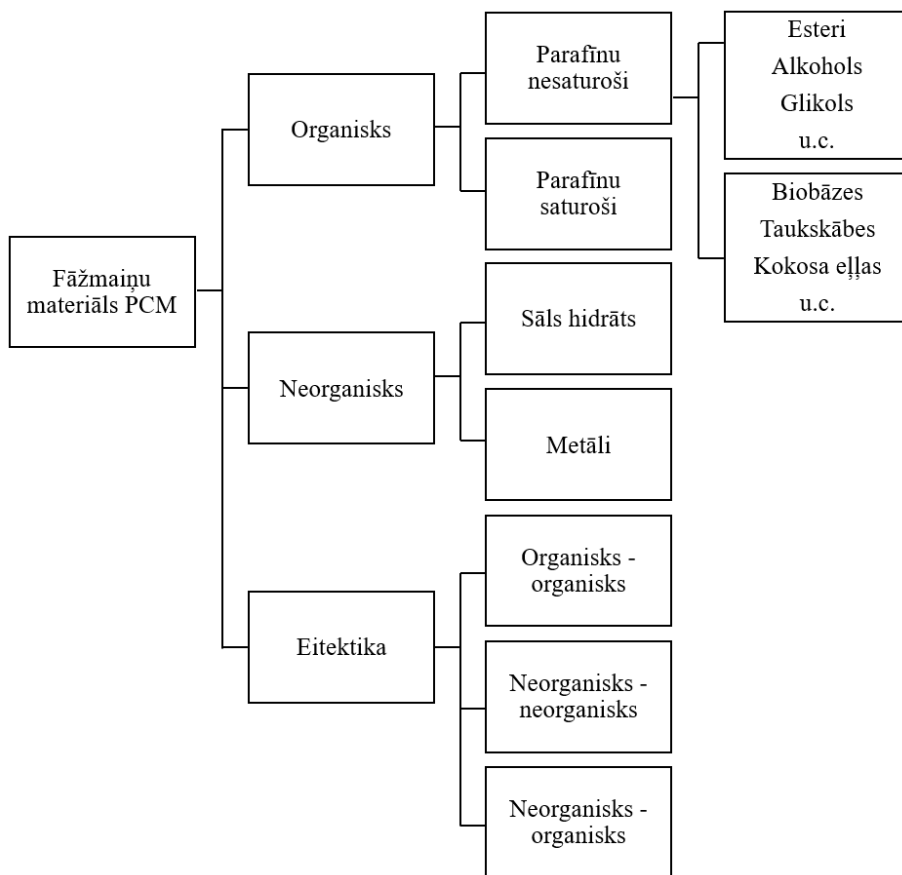 Fāžmaiņu
materiāls PCM
Organisks
Parafīnu
nesaturoši
Esteri
Alkohols
Glikols
u.c.
Biobāzes
Taukskābes
Kokosa eļļas
u.c.
Parafīnu
saturoši
Neorganisks
Sāls hidrāts
Metāli
Eitektika
Organisks -
organisks
Neorganisks -
neorganisks
Neorganisks -
organisks